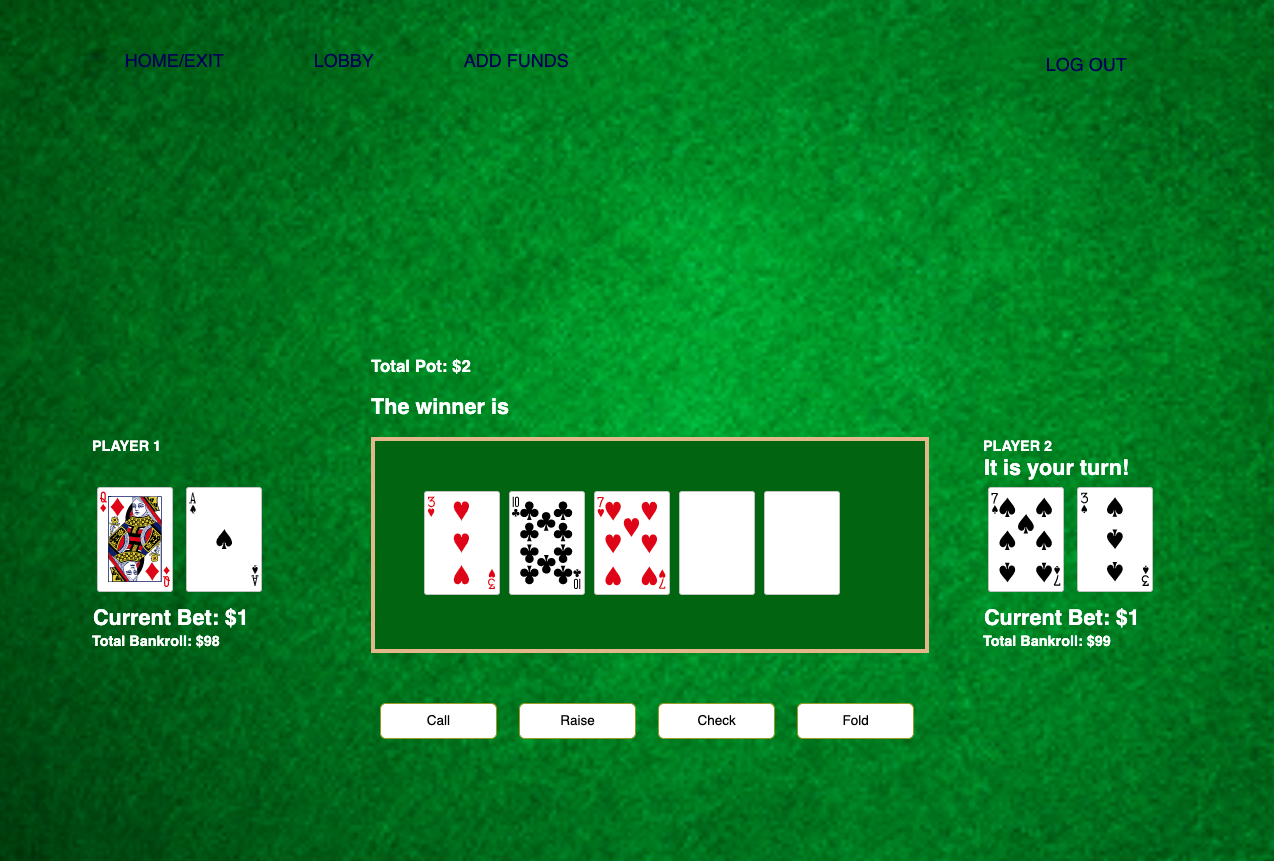 HOME/EXIT LOBBY ADD FUNDS LOG OUT
Total Pot: $2
The winner is
PLAYER 1
Q
Q
A
A
Current Bet: $1
Total Bankroll: $98
3
3
10
10
7
7
PLAYER 2
It is your turn!
7
7
3
3
Current Bet: $1
Total Bankroll: $99
Call Raise Check Fold